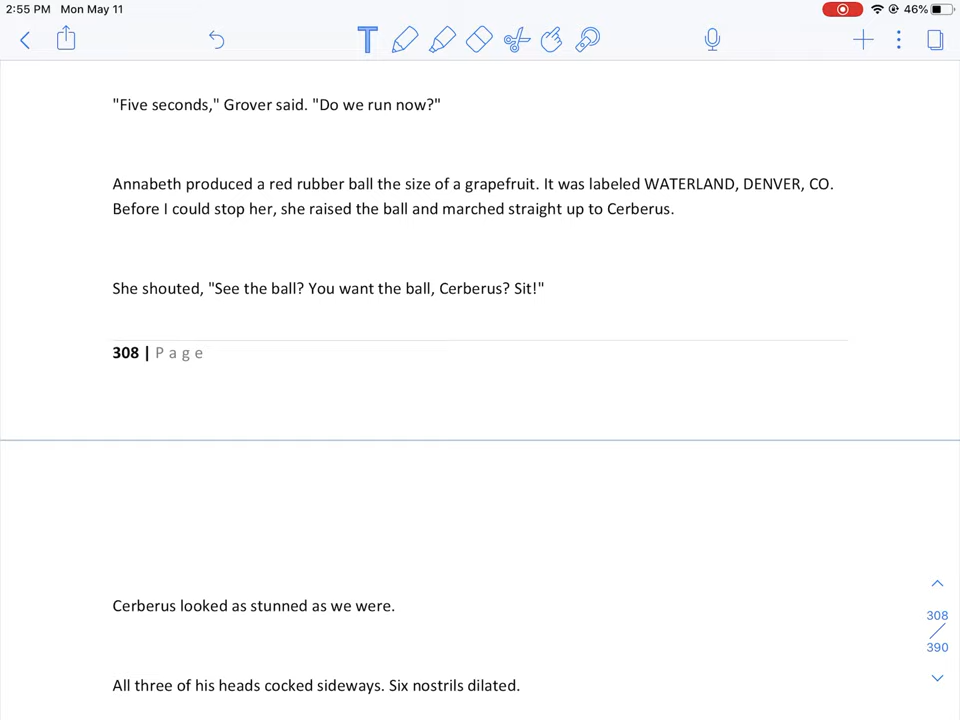 2:55 PM Mon May 11
46%
T
"Five seconds," Grover said. "Do we run now?"
Annabeth produced a red rubber ball the size of a grapefruit. It was labeled WATERLAND, DENVER, CO.
Before I could stop her, she raised the ball and marched straight up to Cerberus.
She shouted, "See the ball? You want the ball, Cerberus? Sit!"
308 | P a g e
Cerberus looked as stunned as we were.
308
390
All three of his heads cocked sideways. Six nostrils dilated.